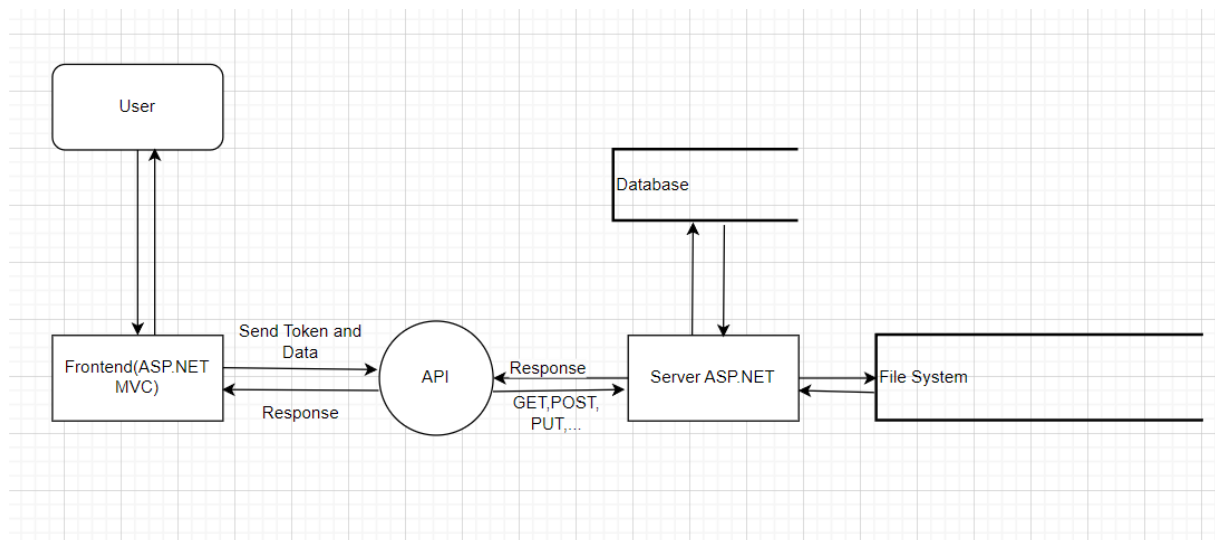 User
Database
Send Token and
Data
Frontend(ASP.NET
MVC)
API
Response
Response
GET,POST,
PUT,...
Server ASP.NET
File System